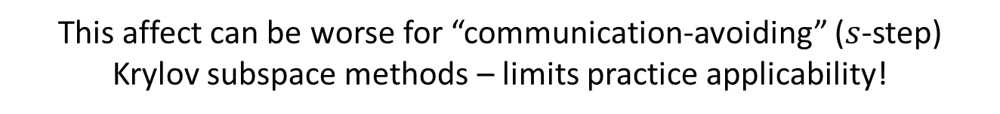 This affect can be worse for “communication-avoiding” (s-step)
Krylov subspace methods – limits practice applicability!